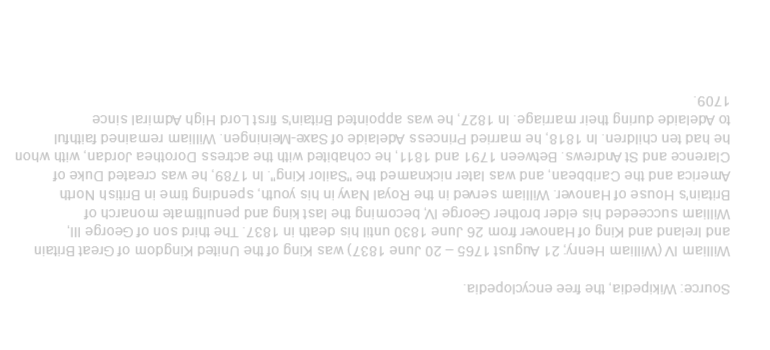 Source: Wikipedia, the free encyclopedia.
William IV (William Henry; 21 August 1765 – 20 June 1837) was King of the United Kingdom of Great Britain
and Ireland and King of Hanover from 26 June 1830 until his death in 1837. The third son of George III,
William succeeded his elder brother George IV, becoming the last king and penultimate monarch of
Britain's House of Hanover. William served in the Royal Navy in his youth, spending time in British North
America and the Caribbean, and was later nicknamed the "Sailor King". In 1789, he was created Duke of
Clarence and St Andrews. Between 1791 and 1811, he cohabited with the actress Dorothea Jordan, with whom
he had ten children. In 1818, he married Princess Adelaide of Saxe-Meiningen. William remained faithful
to Adelaide during their marriage. In 1827, he was appointed Britain's first Lord High Admiral since
1709.